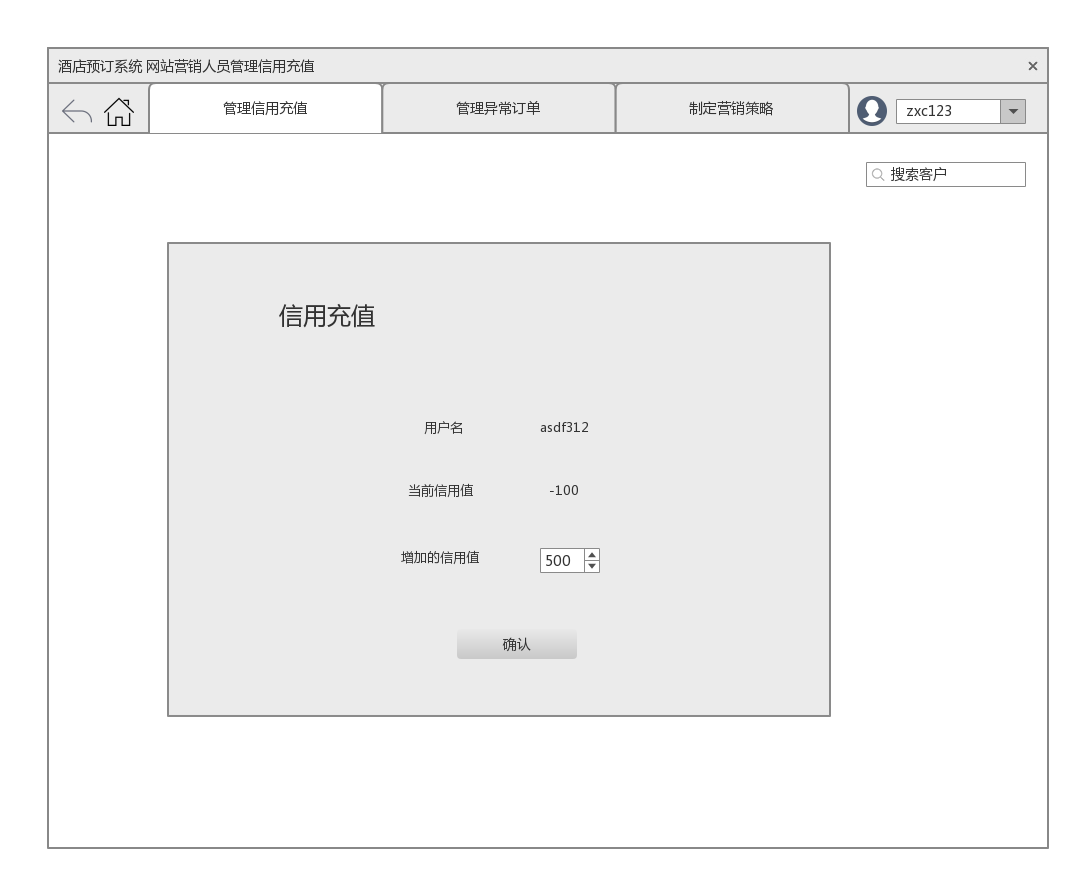 酒店预订系统 网站营销人员管理信用充值
管理信用充值
管理异常订单
制定营销策略
zxc123
搜索客户
信用充值
用户名 asdf312
当前信用值 -100
增加的信用值 500
确认